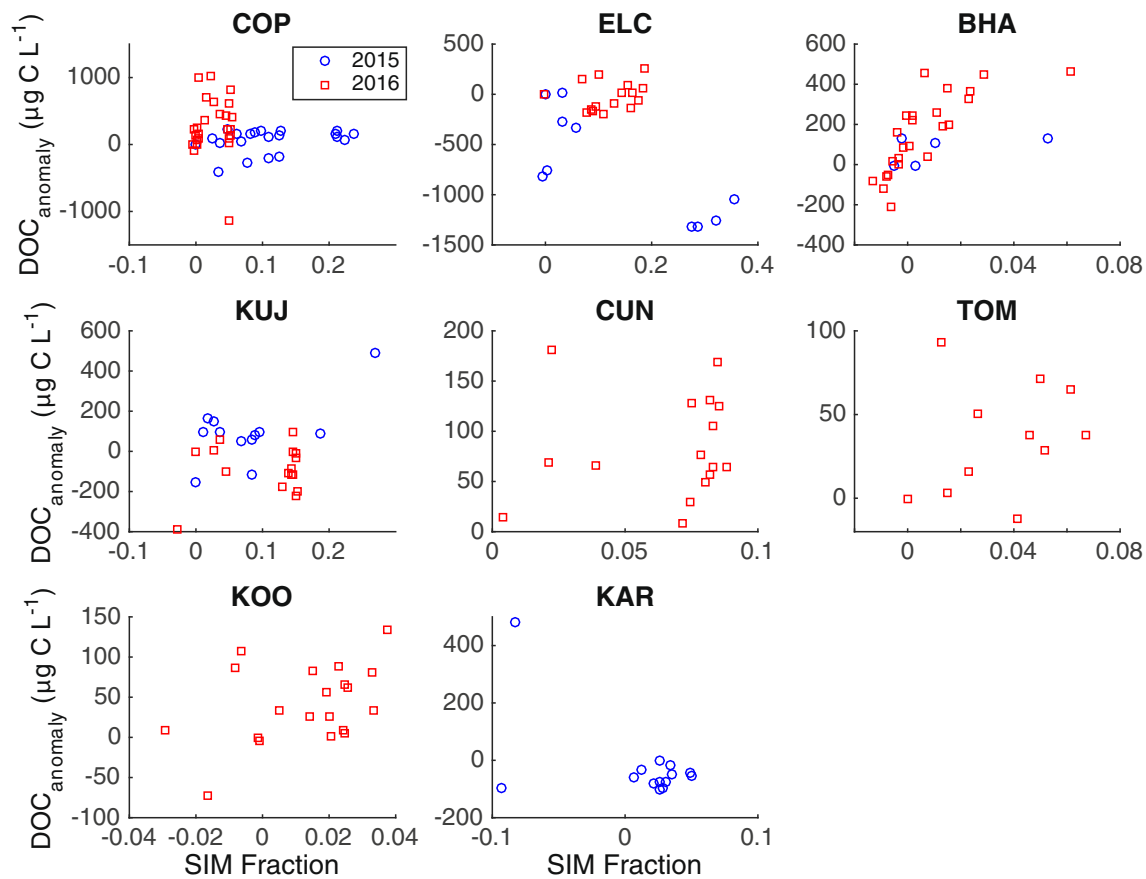 COP ELC BHA
2015
2016
DOC_anomaly (µg C L⁻¹)
1000
0
-1000
-0.1 0 0.1 0.2
500
0
-500
-1000
-1500
0 0.2 0.4
600
400
200
0
-200
-400
0 0.04 0.08
KUJ CUN TOM
DOC_anomaly (µg C L⁻¹)
600
400
200
0
-200
-400
-0.1 0 0.1 0.2
200
150
100
50
0
0 0.05 0.1
100
50
0
0 0.04 0.08
KOO KAR
DOC_anomaly (µg C L⁻¹)
150
100
50
0
-50
-100
-0.04 -0.02 0 0.02 0.04
SIM Fraction
400
200
0
-200
-0.1 0 0.1
SIM Fraction